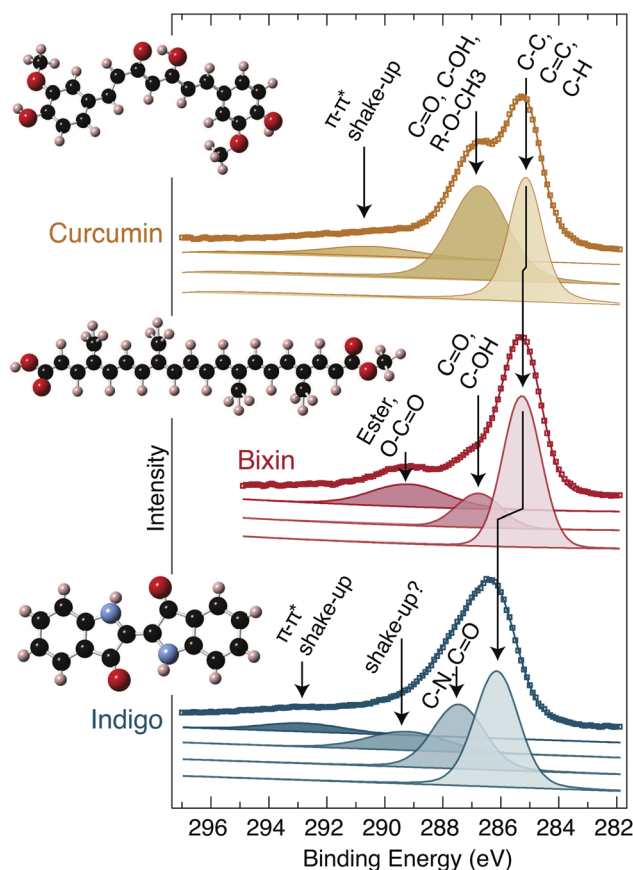 π-π*
shake-up
C=O, C-OH,
R-O-CH3
C-C,
C=C,
C-H
Curcumin
Ester,
O-C=O
C=O,
C-OH
Bixin
Intensity
π-π*
shake-up
shake-up?
C-N, C=O
Indigo
296 294 292 290 288 286 284 282
Binding Energy (eV)